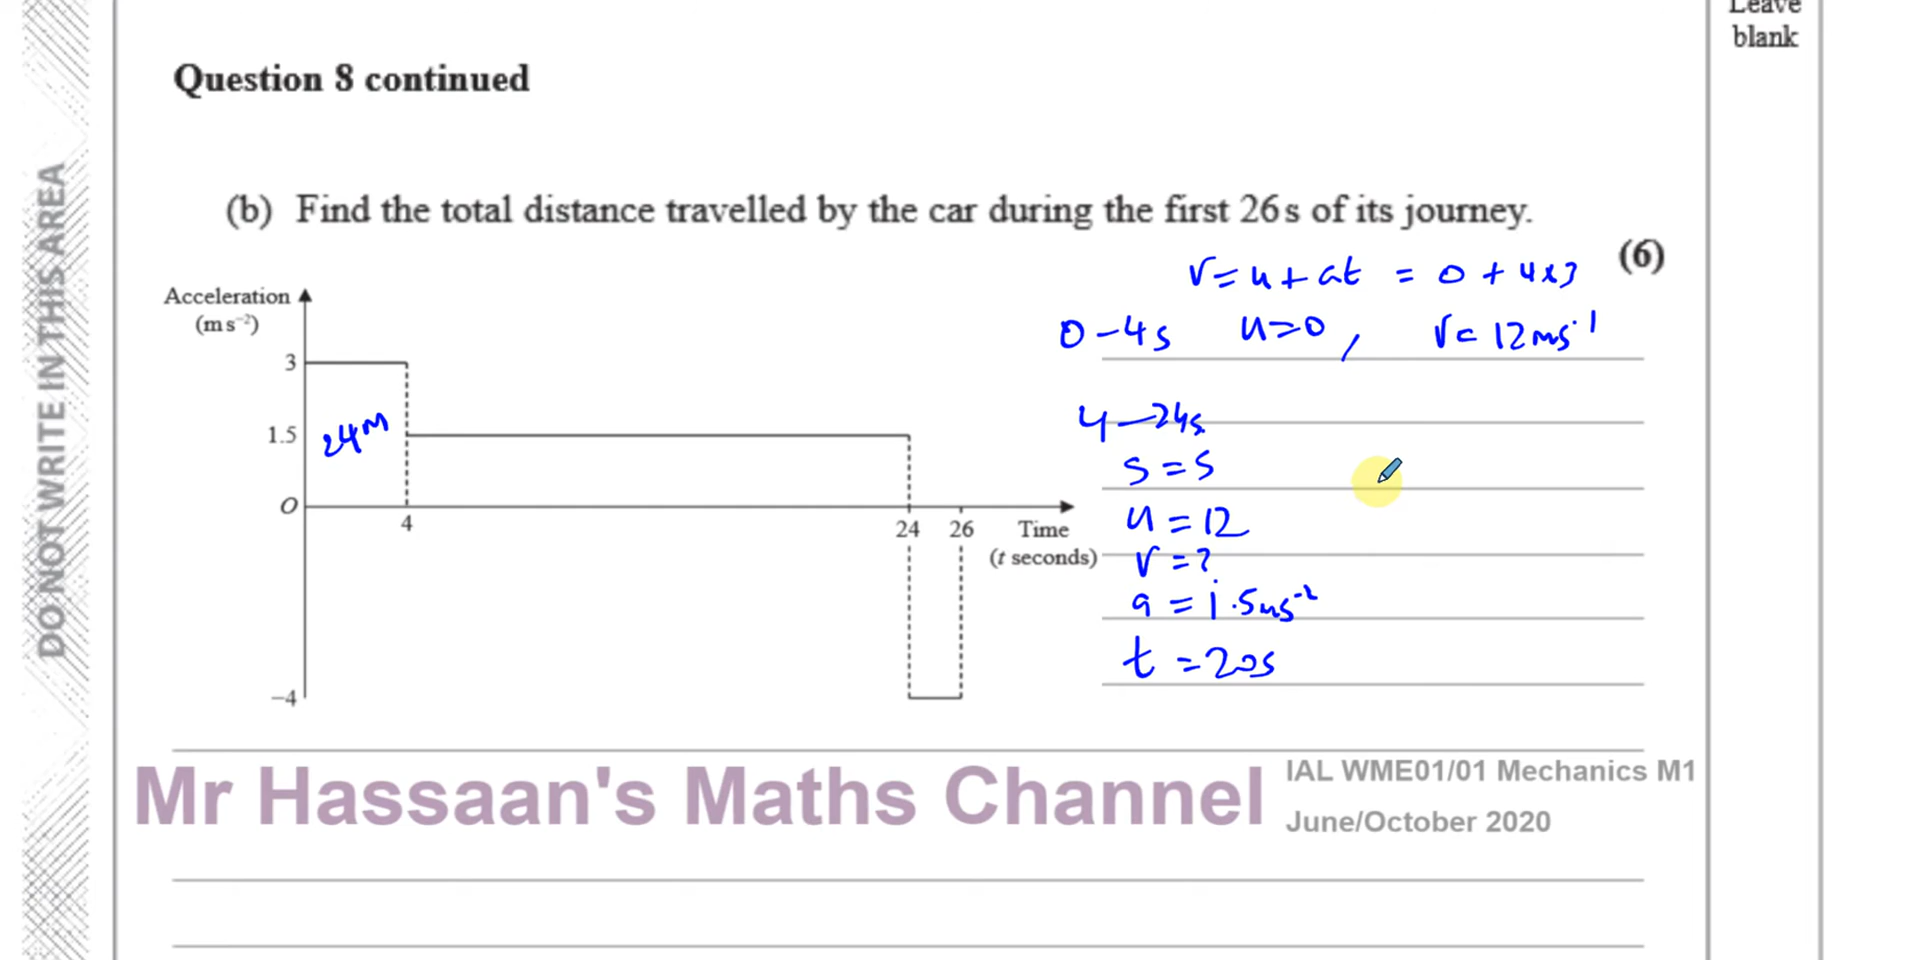 Leave
blank
Question 8 continued
DO NOT WRITE IN THIS AREA
(b) Find the total distance travelled by the car during the first 26 s of its journey.
(6)
v = u + at = 0 + 4 x 3
0 – 4s u = 0 , v = 12 ms⁻¹
Acceleration
(m s⁻²)
3
1.5
O
–4
24m
4
24
26
Time
(t seconds)
4 – 24s
s = s
u = 12
v = ?
a = 1.5 ms⁻²
t = 20s
Mr Hassaan's Maths Channel
IAL WME01/01 Mechanics M1
June/October 2020